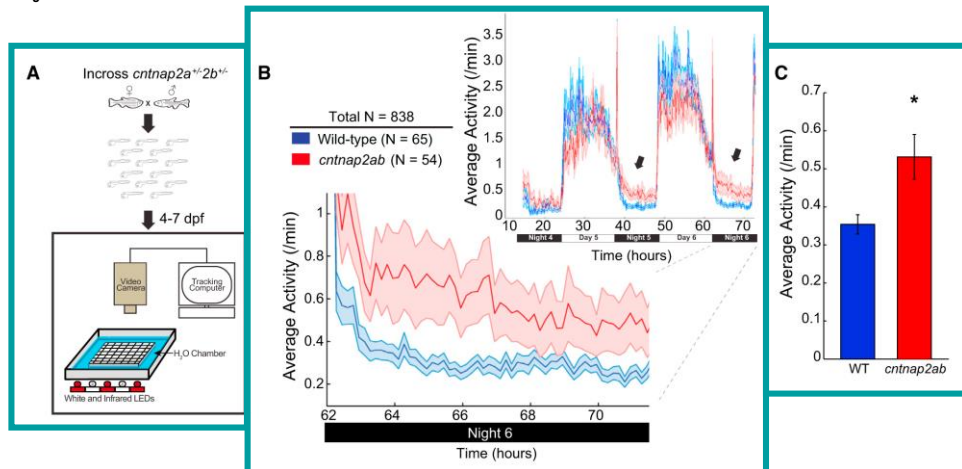 A
Incross cntnap2a+/-2b+/-
♀ x ♂
4-7 dpf
Video
Camera
Tracking
Computer
H2O Chamber
White and Infrared LEDs
B
Total N = 838
Wild-type (N = 65)
cntnap2ab (N = 54)
Average Activity (/min)
3.5
3
2.5
2
1.5
1
0.5
0
10 20 30 40 50 60 70
Night 4 Day 5 Night 5 Day 6 Night 6
Time (hours)
Average Activity (/min)
1
0.8
0.6
0.4
0.2
62 64 66 68 70
Night 6
Time (hours)
C
*
Average Activity (/min)
0.7
0.6
0.5
0.4
0.3
0.2
0.1
0
WT cntnap2ab